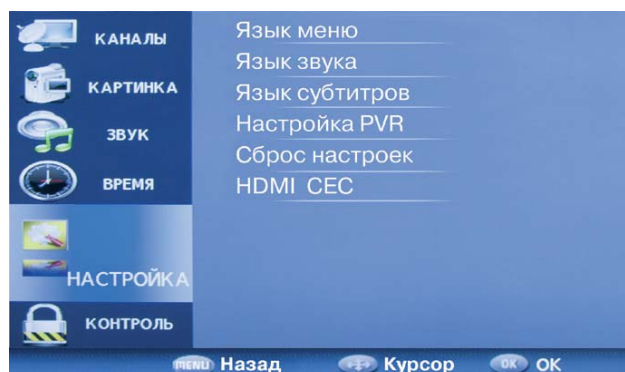 КАНАЛЫ
КАРТИНКА
ЗВУК
ВРЕМЯ
НАСТРОЙКА
КОНТРОЛЬ
Язык меню
Язык звука
Язык субтитров
Настройка PVR
Сброс настроек
HDMI CEC
MENU Назад Курсор OK OK